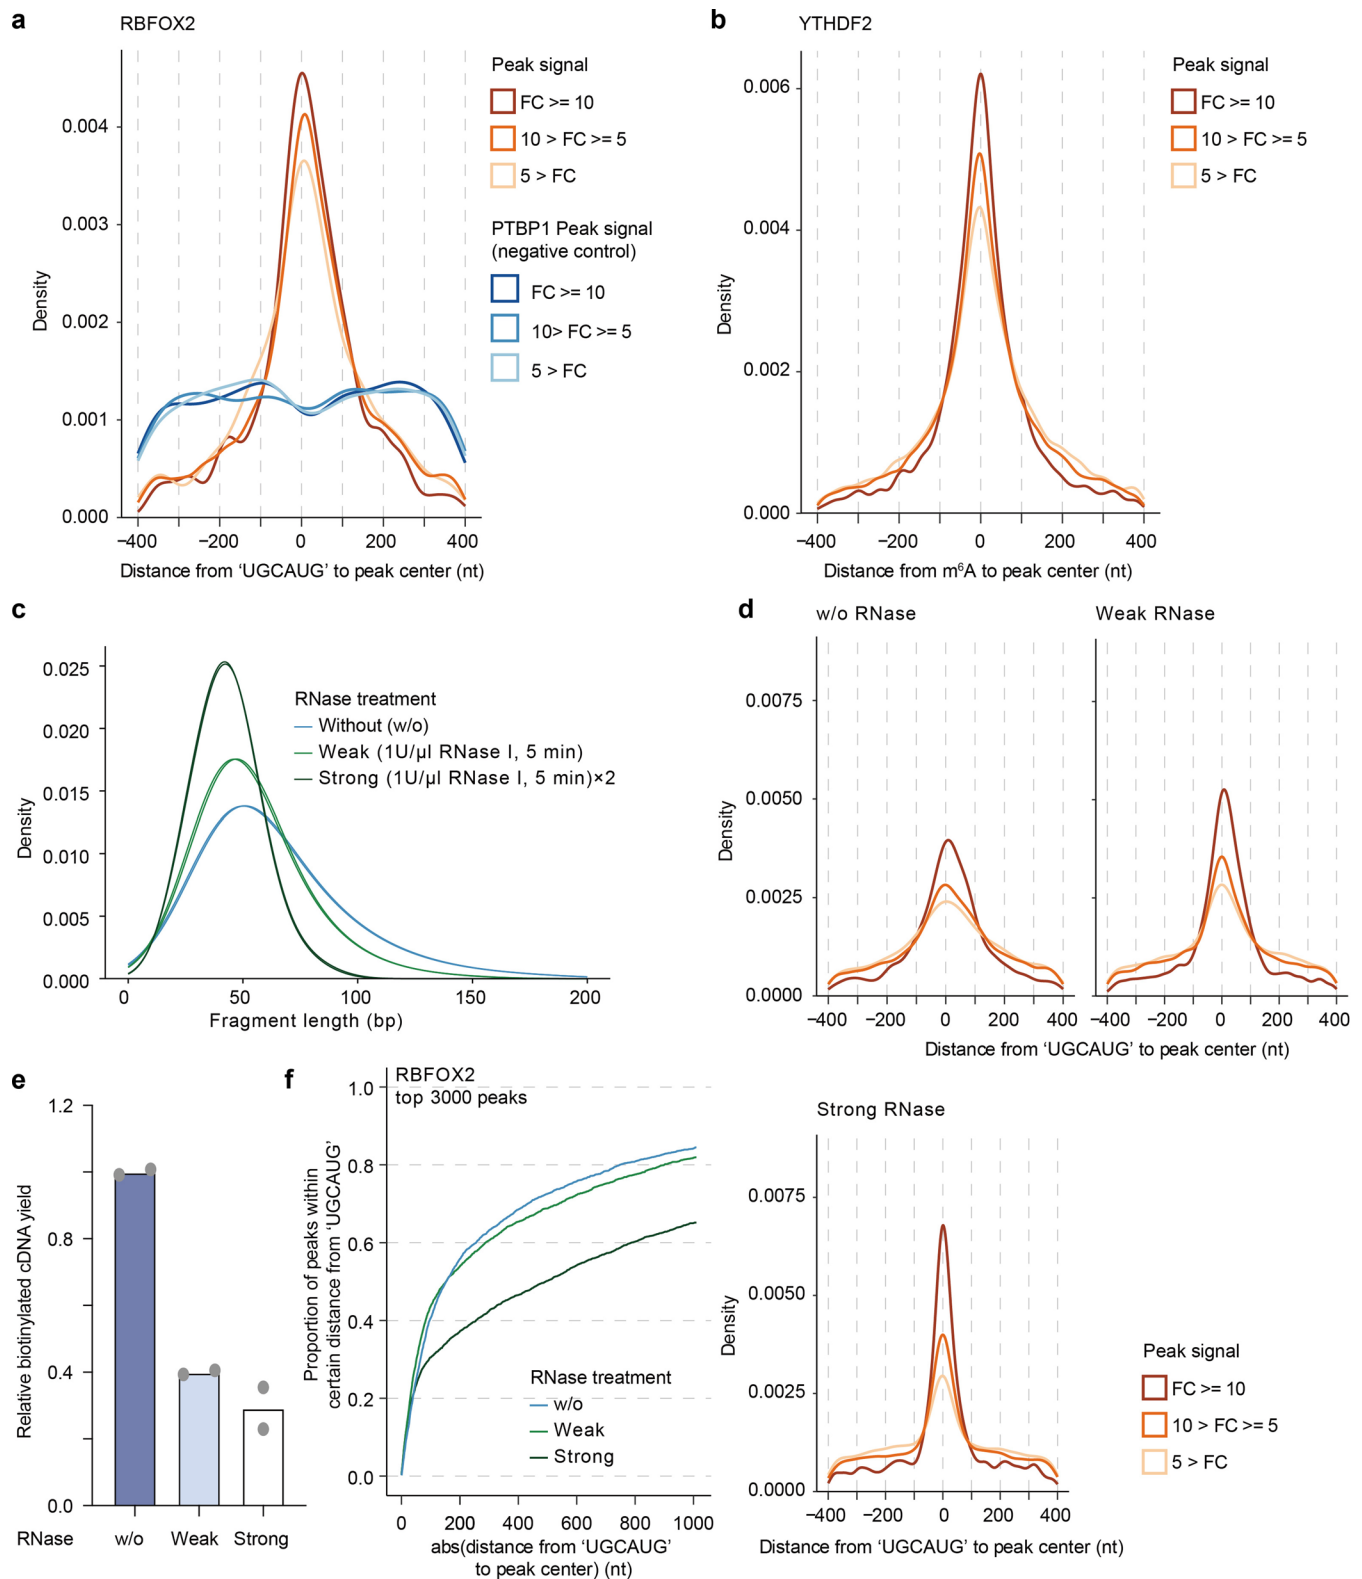 a
RBFOX2
Peak signal
FC >= 10
10 > FC >= 5
5 > FC
PTBP1 Peak signal
(negative control)
FC >= 10
10> FC >= 5
5 > FC
Density
0.004
0.003
0.002
0.001
0.000
−400 −200 0 200 400
Distance from ‘UGCAUG’ to peak center (nt)
b
YTHDF2
Peak signal
FC >= 10
10 > FC >= 5
5 > FC
Density
0.006
0.004
0.002
0.000
−400 −200 0 200 400
Distance from m⁶A to peak center (nt)
c
RNase treatment
Without (w/o)
Weak (1U/µl RNase I, 5 min)
Strong (1U/µl RNase I, 5 min)×2
Density
0.025
0.020
0.015
0.010
0.005
0.000
0 50 100 150 200
Fragment length (bp)
d
w/o RNase
Weak RNase
Density
0.0075
0.0050
0.0025
0.0000
−400 −200 0 200 400
−400 −200 0 200 400
Distance from ‘UGCAUG’ to peak center (nt)
Strong RNase
Density
0.0075
0.0050
0.0025
0.0000
−400 −200 0 200 400
Distance from ‘UGCAUG’ to peak center (nt)
Peak signal
FC >= 10
10 > FC >= 5
5 > FC
e
Relative biotinylated cDNA yield
1.2
0.8
0.4
0.0
RNase w/o Weak Strong
f
RBFOX2
top 3000 peaks
Proportion of peaks within
certain distance from ‘UGCAUG’
1.0
0.8
0.6
0.4
0.2
0.0
RNase treatment
w/o
Weak
Strong
0 200 400 600 800 1000
abs(distance from ‘UGCAUG’
to peak center) (nt)